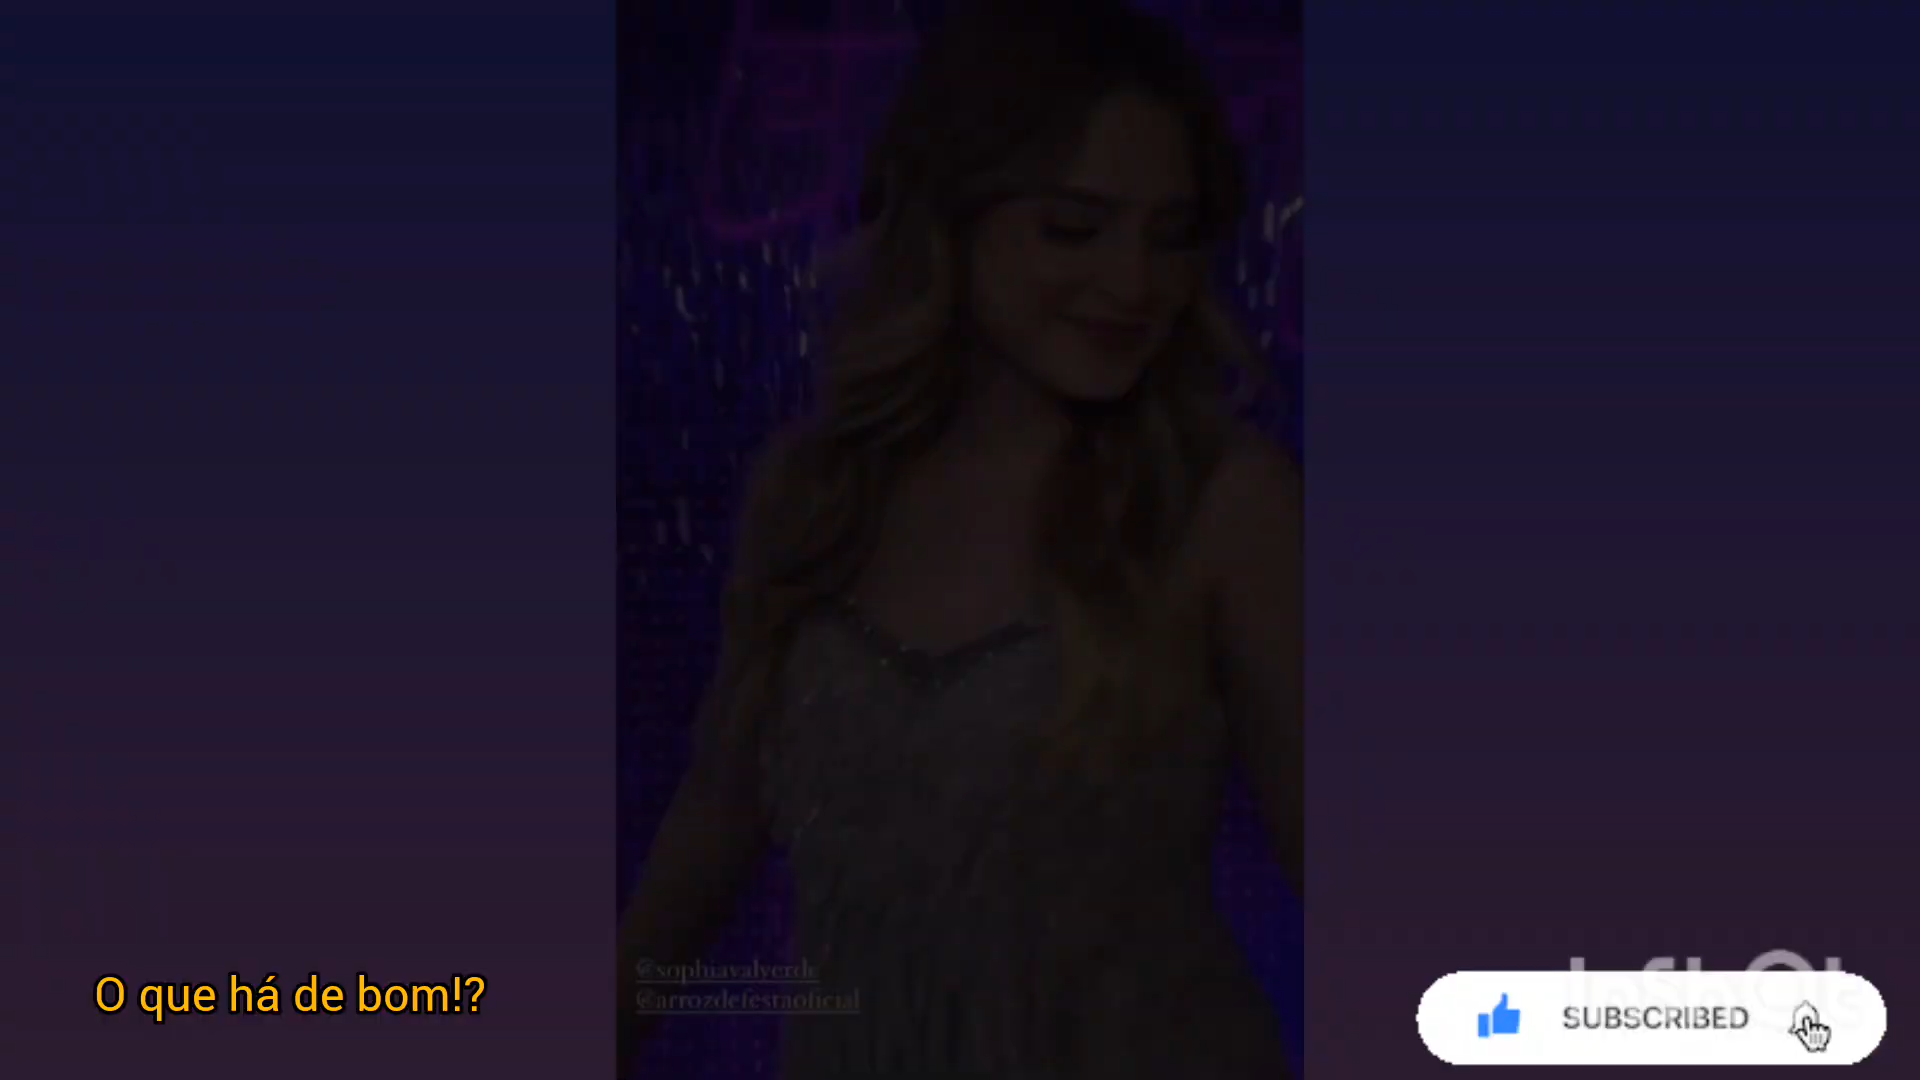 @sophiavalverde
@arrozdefestaoficial
O que há de bom!?
SUBSCRIBED